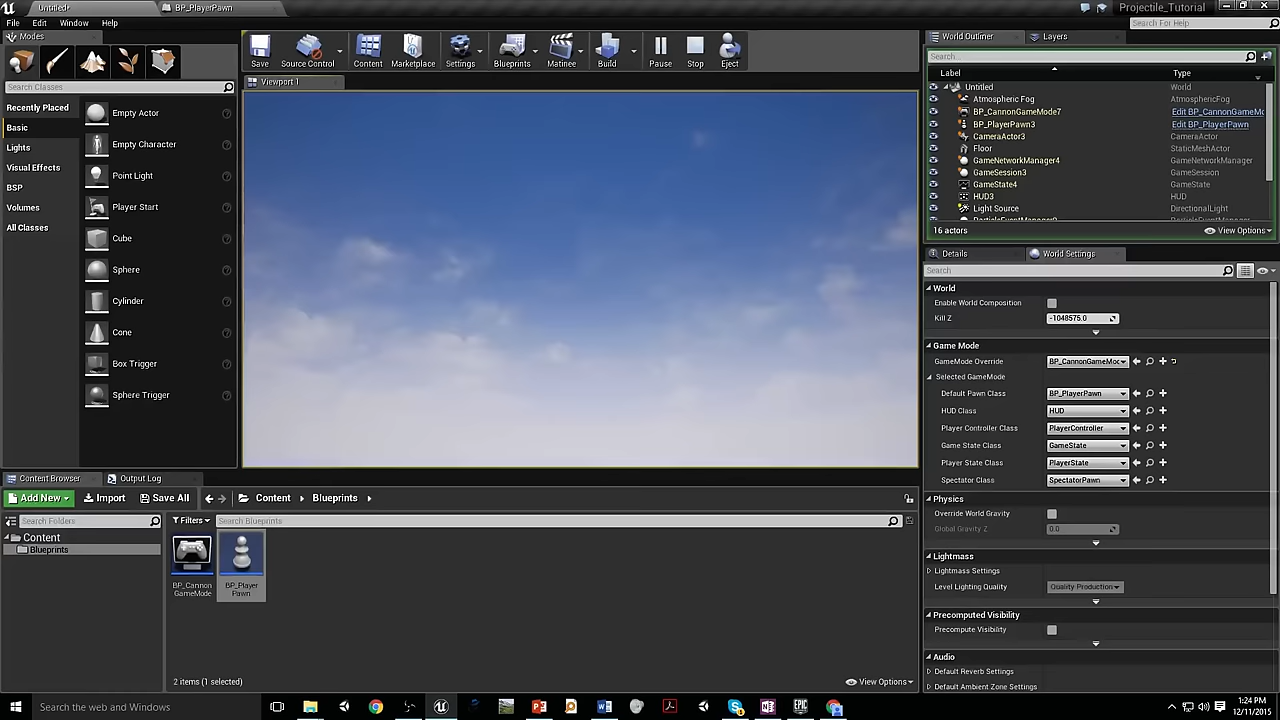 Untitled*
BP_PlayerPawn
Projectile_Tutorial
File
Edit
Window
Help
Search For Help
Modes
World Outliner
Layers
Save
Source Control
Content
Marketplace
Settings
Blueprints
Matinee
Build
Pause
Stop
Eject
Search...
Label
Type
Search Classes
Viewport 1
Recently Placed
Basic
Lights
Visual Effects
BSP
Volumes
All Classes
Empty Actor
Empty Character
Point Light
Player Start
Cube
Sphere
Cylinder
Cone
Box Trigger
Sphere Trigger
Untitled World
Atmospheric Fog AtmosphericFog
BP_CannonGameMode7 Edit BP_CannonGameMo
BP_PlayerPawn3 Edit BP_PlayerPawn
CameraActor3 CameraActor
Floor StaticMeshActor
GameNetworkManager4 GameNetworkManager
GameSession3 GameSession
GameState4 GameState
HUD3 HUD
Light Source DirectionalLight
16 actors
View Options
Details
World Settings
Search
World
Enable World Composition
Kill Z -1048575.0
Game Mode
GameMode Override BP_CannonGameMod
Selected GameMode
Default Pawn Class BP_PlayerPawn
HUD Class HUD
Player Controller Class PlayerController
Game State Class GameState
Player State Class PlayerState
Spectator Class SpectatorPawn
Physics
Override World Gravity
Global Gravity Z 0.0
Lightmass
Lightmass Settings
Level Lighting Quality Quality Production
Precomputed Visibility
Precompute Visibility
Audio
Default Reverb Settings
Default Ambient Zone Settings
Content Browser
Output Log
Add New
Import
Save All
Content
Blueprints
Search Folders
Filters
Search Blueprints
Content
Blueprints
BP_Cannon
GameMode
BP_Player
Pawn
2 items (1 selected)
View Options
Search the web and Windows
1:24 PM
12/11/2015